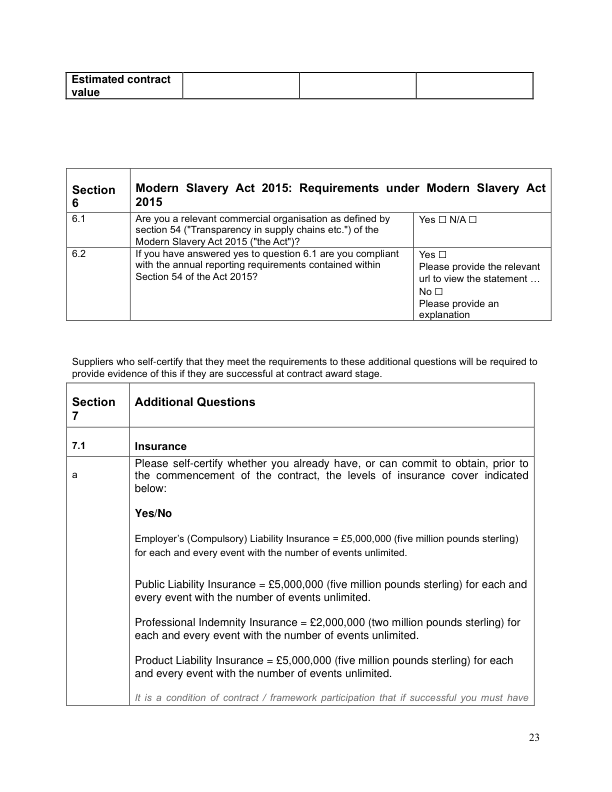 Estimated contract
value
Section
6
Modern Slavery Act 2015: Requirements under Modern Slavery Act
2015
6.1
Are you a relevant commercial organisation as defined by
section 54 ("Transparency in supply chains etc.") of the
Modern Slavery Act 2015 ("the Act")?
Yes ☐ N/A ☐
6.2
If you have answered yes to question 6.1 are you compliant
with the annual reporting requirements contained within
Section 54 of the Act 2015?
Yes ☐
Please provide the relevant
url to view the statement …
No ☐
Please provide an
explanation
Suppliers who self-certify that they meet the requirements to these additional questions will be required to
provide evidence of this if they are successful at contract award stage.
Section
7
Additional Questions
7.1
Insurance
a
Please self-certify whether you already have, or can commit to obtain, prior to
the commencement of the contract, the levels of insurance cover indicated
below:
Yes/No
Employer’s (Compulsory) Liability Insurance = £5,000,000 (five million pounds sterling)
for each and every event with the number of events unlimited.
Public Liability Insurance = £5,000,000 (five million pounds sterling) for each and
every event with the number of events unlimited.
Professional Indemnity Insurance = £2,000,000 (two million pounds sterling) for
each and every event with the number of events unlimited.
Product Liability Insurance = £5,000,000 (five million pounds sterling) for each
and every event with the number of events unlimited.
It is a condition of contract / framework participation that if successful you must have
23